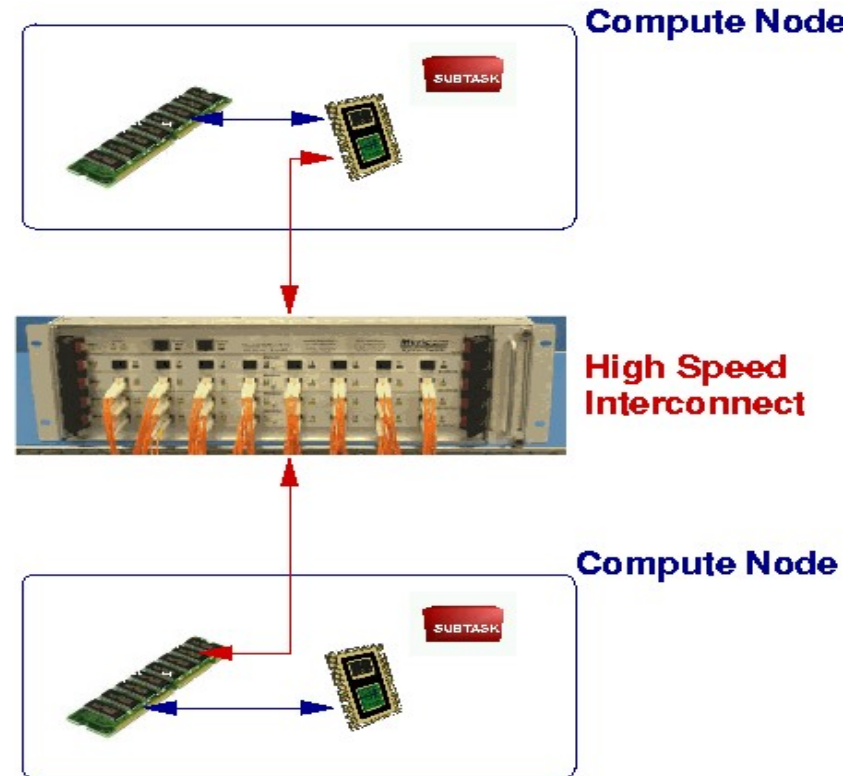 Compute Node
SUBTASK
High Speed
Interconnect
Compute Node
SUBTASK